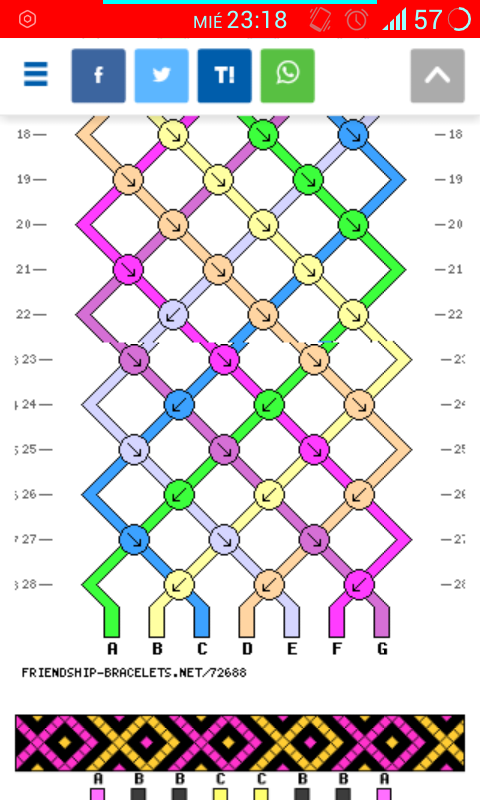 MIÉ 23:18 57
f T!
18 18
19 19
20 20
21 21
22 22
23 23
24 24
25 25
26 26
27 27
28 28
A B C D E F G
FRIENDSHIP-BRACELETS.NET/72688
A B B C C B B A